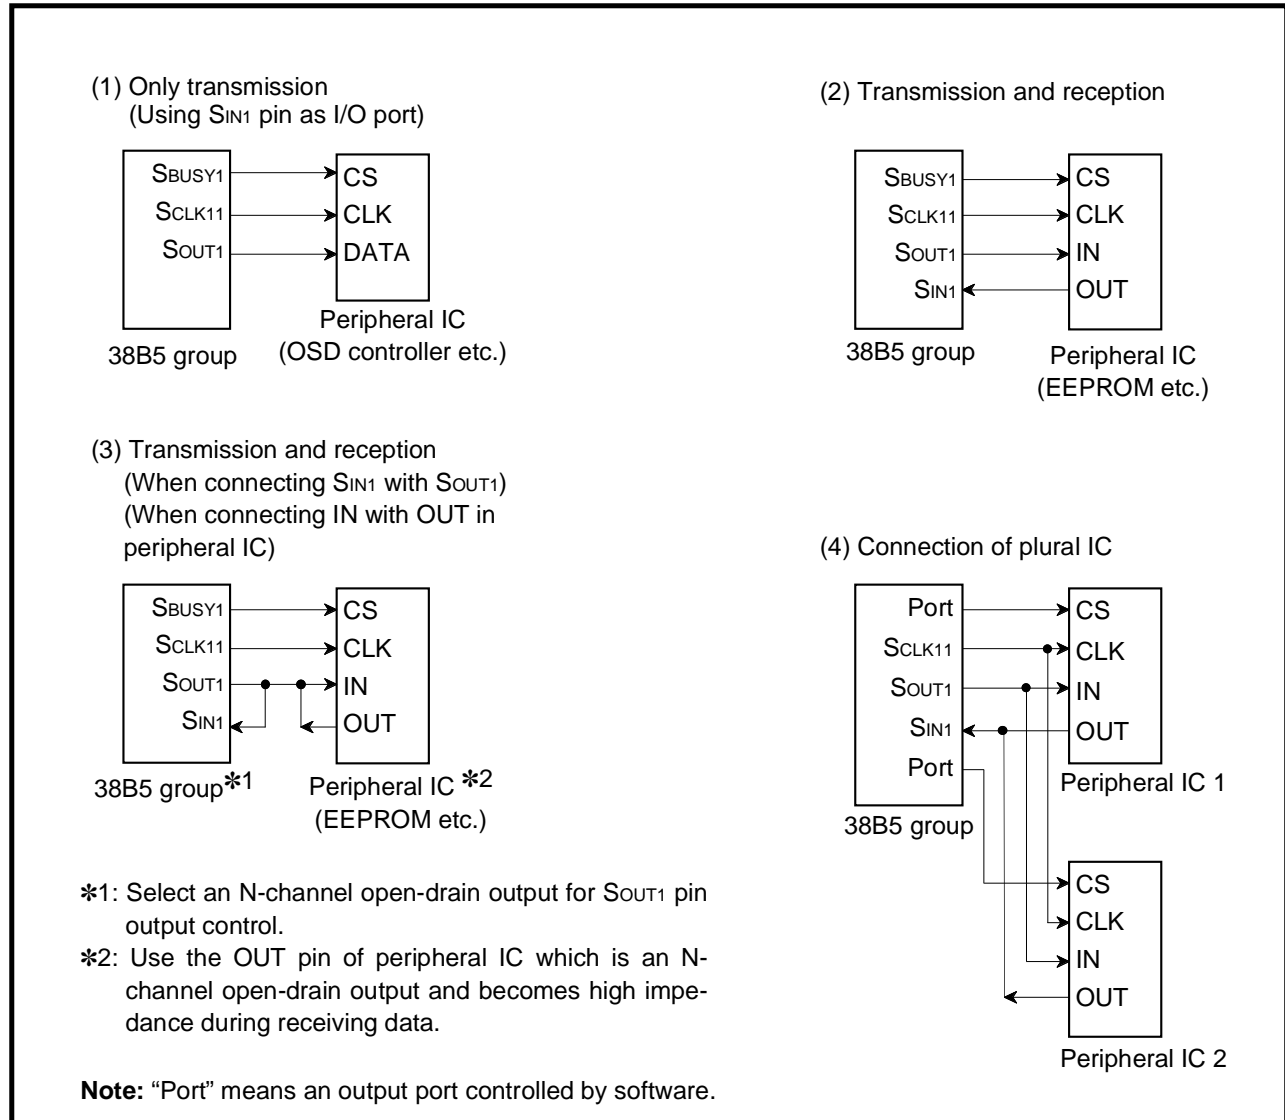 (1) Only transmission
(Using SIN1 pin as I/O port)
SBUSY1
SCLK11
SOUT1
CS
CLK
DATA
38B5 group
Peripheral IC
(OSD controller etc.)
(2) Transmission and reception
SBUSY1
SCLK11
SOUT1
SIN1
CS
CLK
IN
OUT
38B5 group
Peripheral IC
(EEPROM etc.)
(3) Transmission and reception
(When connecting SIN1 with SOUT1)
(When connecting IN with OUT in
peripheral IC)
SBUSY1
SCLK11
SOUT1
SIN1
CS
CLK
IN
OUT
38B5 group✻1
Peripheral IC ✻2
(EEPROM etc.)
(4) Connection of plural IC
Port
SCLK11
SOUT1
SIN1
Port
CS
CLK
IN
OUT
38B5 group
Peripheral IC 1
CS
CLK
IN
OUT
Peripheral IC 2
✻1: Select an N-channel open-drain output for SOUT1 pin
output control.
✻2: Use the OUT pin of peripheral IC which is an N-
channel open-drain output and becomes high impe-
dance during receiving data.
Note: “Port” means an output port controlled by software.